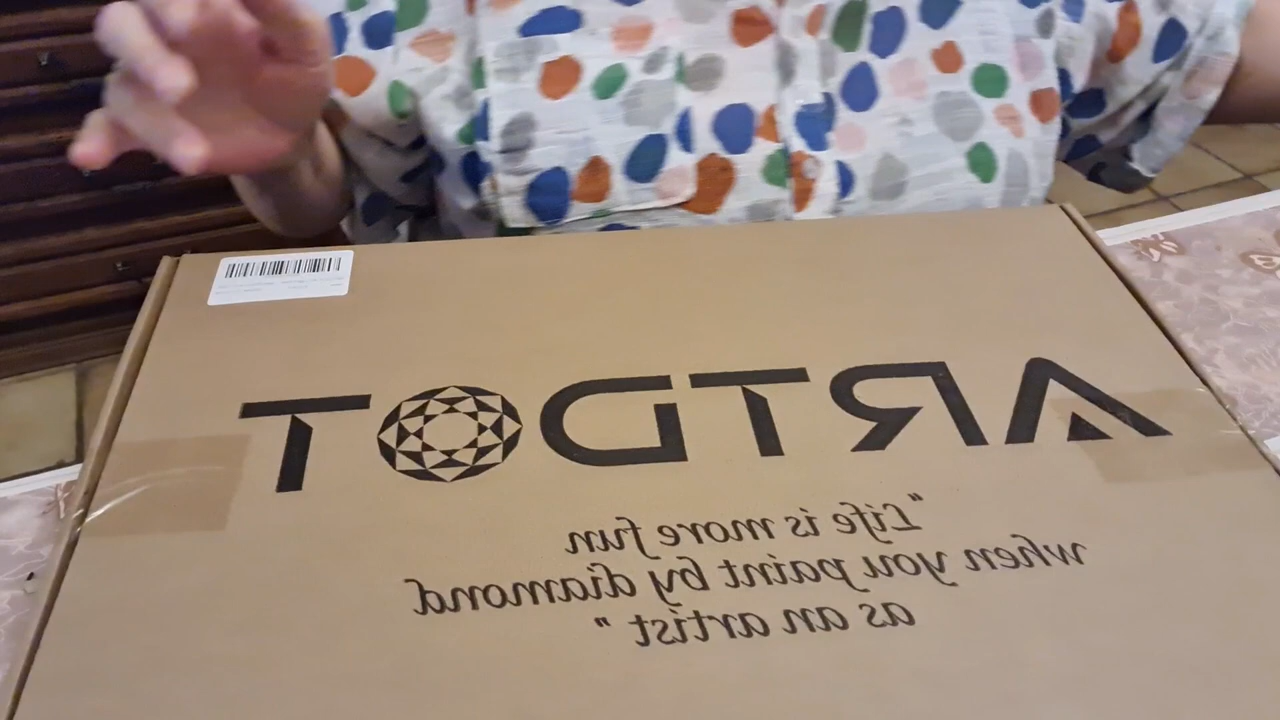 ARTDOT
"Life is more fun
when you paint by diamond
as an artist "